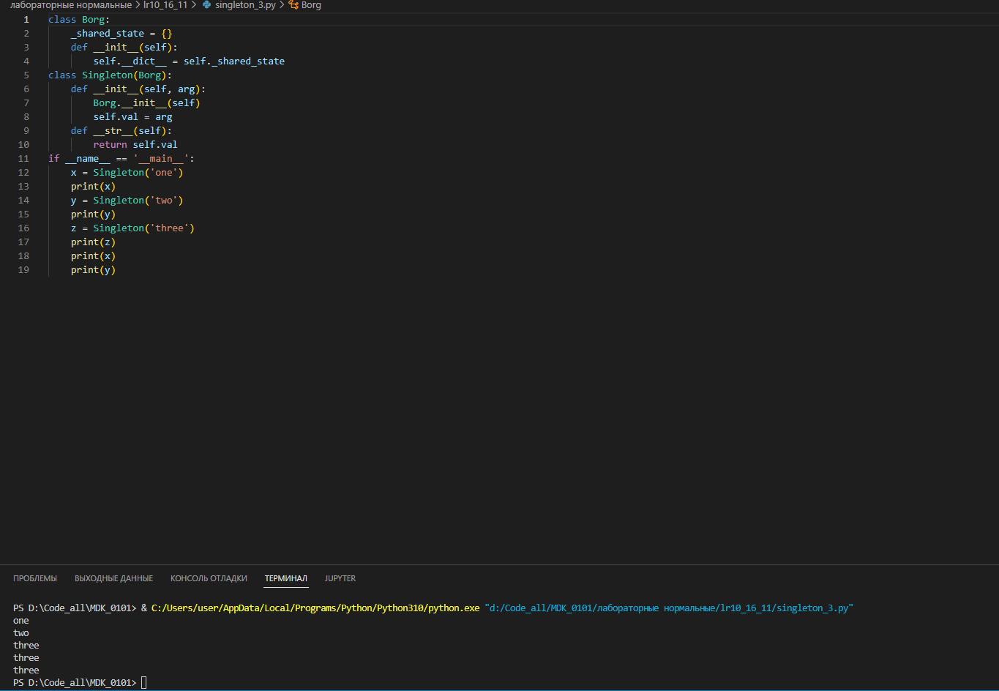 лабораторные нормальные > lr10_16_11 > singleton_3.py > Borg
1 class Borg:
2     _shared_state = {}
3     def __init__(self):
4         self.__dict__ = self._shared_state
5 class Singleton(Borg):
6     def __init__(self, arg):
7         Borg.__init__(self)
8         self.val = arg
9     def __str__(self):
10         return self.val
11 if __name__ == '__main__':
12     x = Singleton('one')
13     print(x)
14     y = Singleton('two')
15     print(y)
16     z = Singleton('three')
17     print(z)
18     print(x)
19     print(y)
ПРОБЛЕМЫ ВЫХОДНЫЕ ДАННЫЕ КОНСОЛЬ ОТЛАДКИ ТЕРМИНАЛ JUPYTER
PS D:\Code_all\MDK_0101> & C:/Users/user/AppData/Local/Programs/Python/Python310/python.exe "d:/Code_all/MDK_0101/лабораторные нормальные/lr10_16_11/singleton_3.py"
one
two
three
three
three
PS D:\Code_all\MDK_0101>